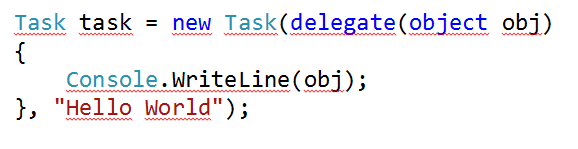 Task task = new Task(delegate(object obj)
{
    Console.WriteLine(obj);
}, "Hello World");